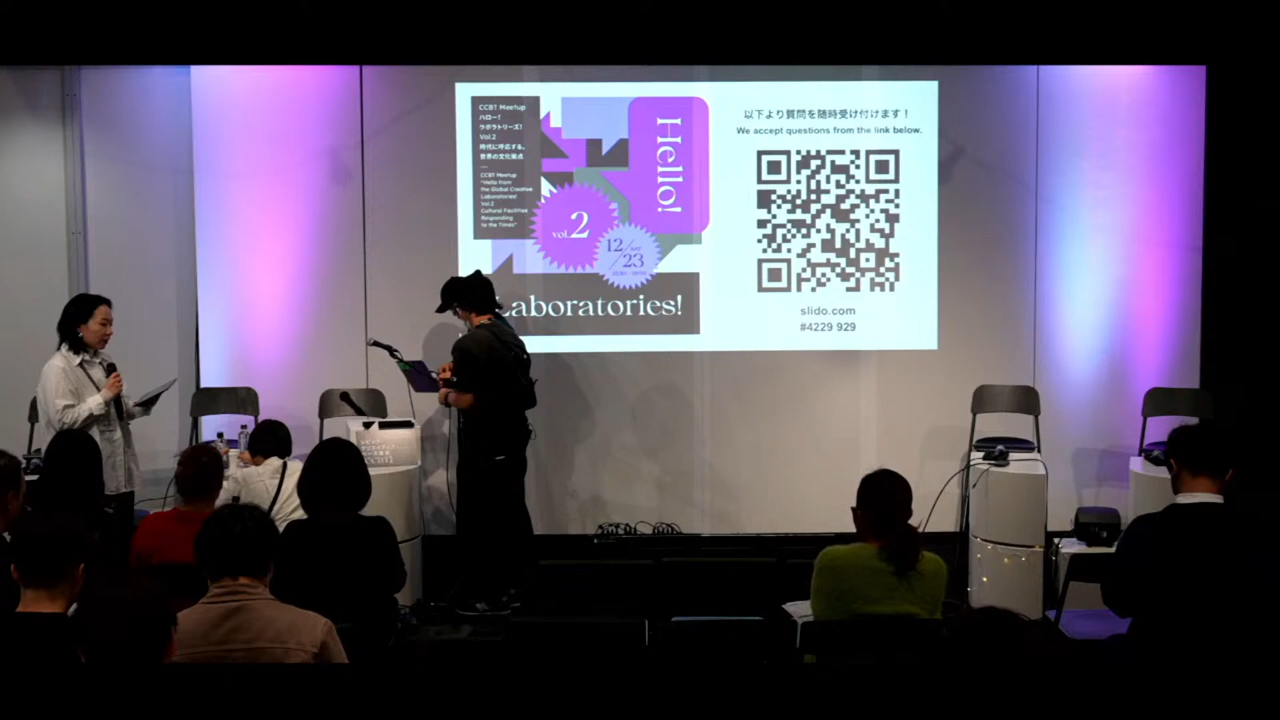 CCBT Meetup
ハロー!
ラボラトリーズ!
Vol.2
時代に呼応する、
世界の文化拠点
CCBT Meetup
"Hello from
the Global Creative
Laboratories!
Vol.2
Cultural Facilities
Responding
to the Times"
Hello!
vol.2
12/23
SAT
Laboratories!
以下より質問を随時受け付けます!
We accept questions from the link below.
slido.com
#4229 929